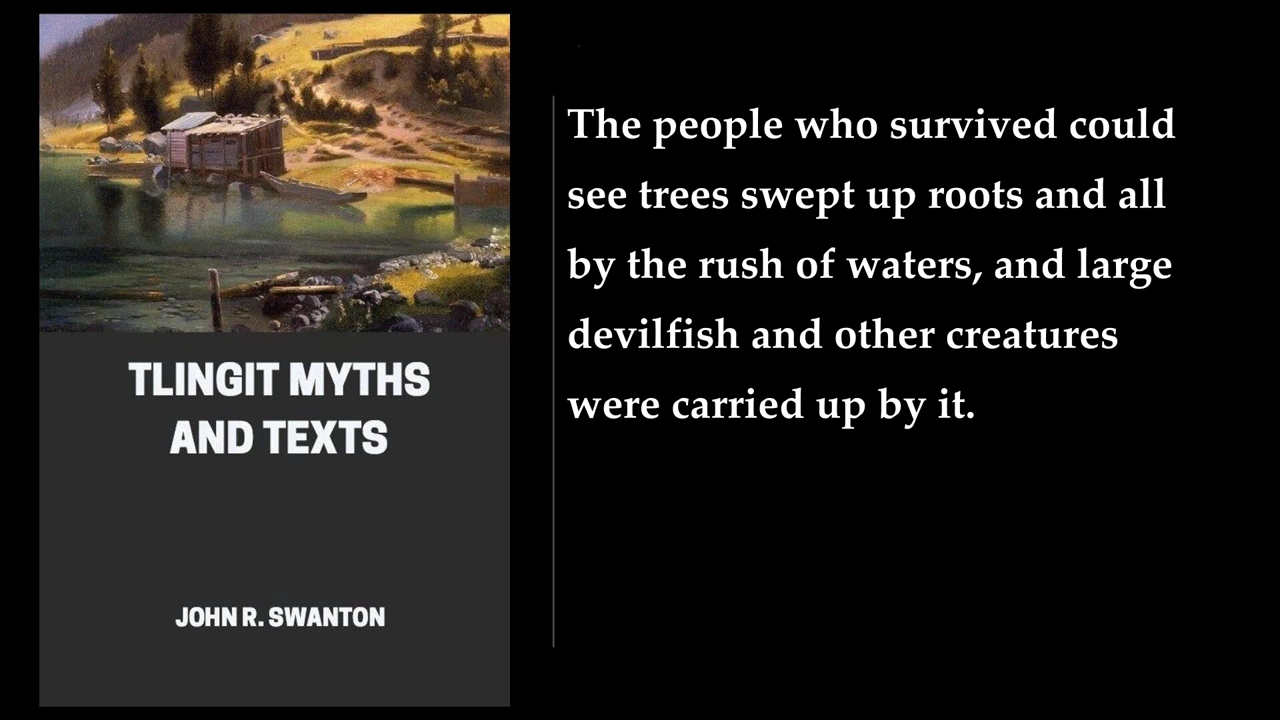 TLINGIT MYTHS
AND TEXTS
JOHN R. SWANTON
The people who survived could
see trees swept up roots and all
by the rush of waters, and large
devilfish and other creatures
were carried up by it.